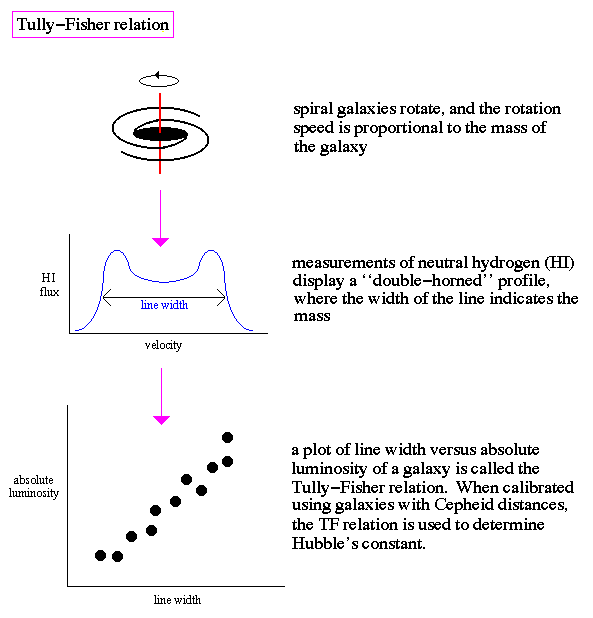 Tully−Fisher relation
spiral galaxies rotate, and the rotation
speed is proportional to the mass of
the galaxy
HI
flux
line width
velocity
measurements of neutral hydrogen (HI)
display a ‘‘double−horned’’ profile,
where the width of the line indicates the
mass
absolute
luminosity
line width
a plot of line width versus absolute
luminosity of a galaxy is called the
Tully−Fisher relation.  When calibrated
using galaxies with Cepheid distances,
the TF relation is used to determine
Hubble’s constant.